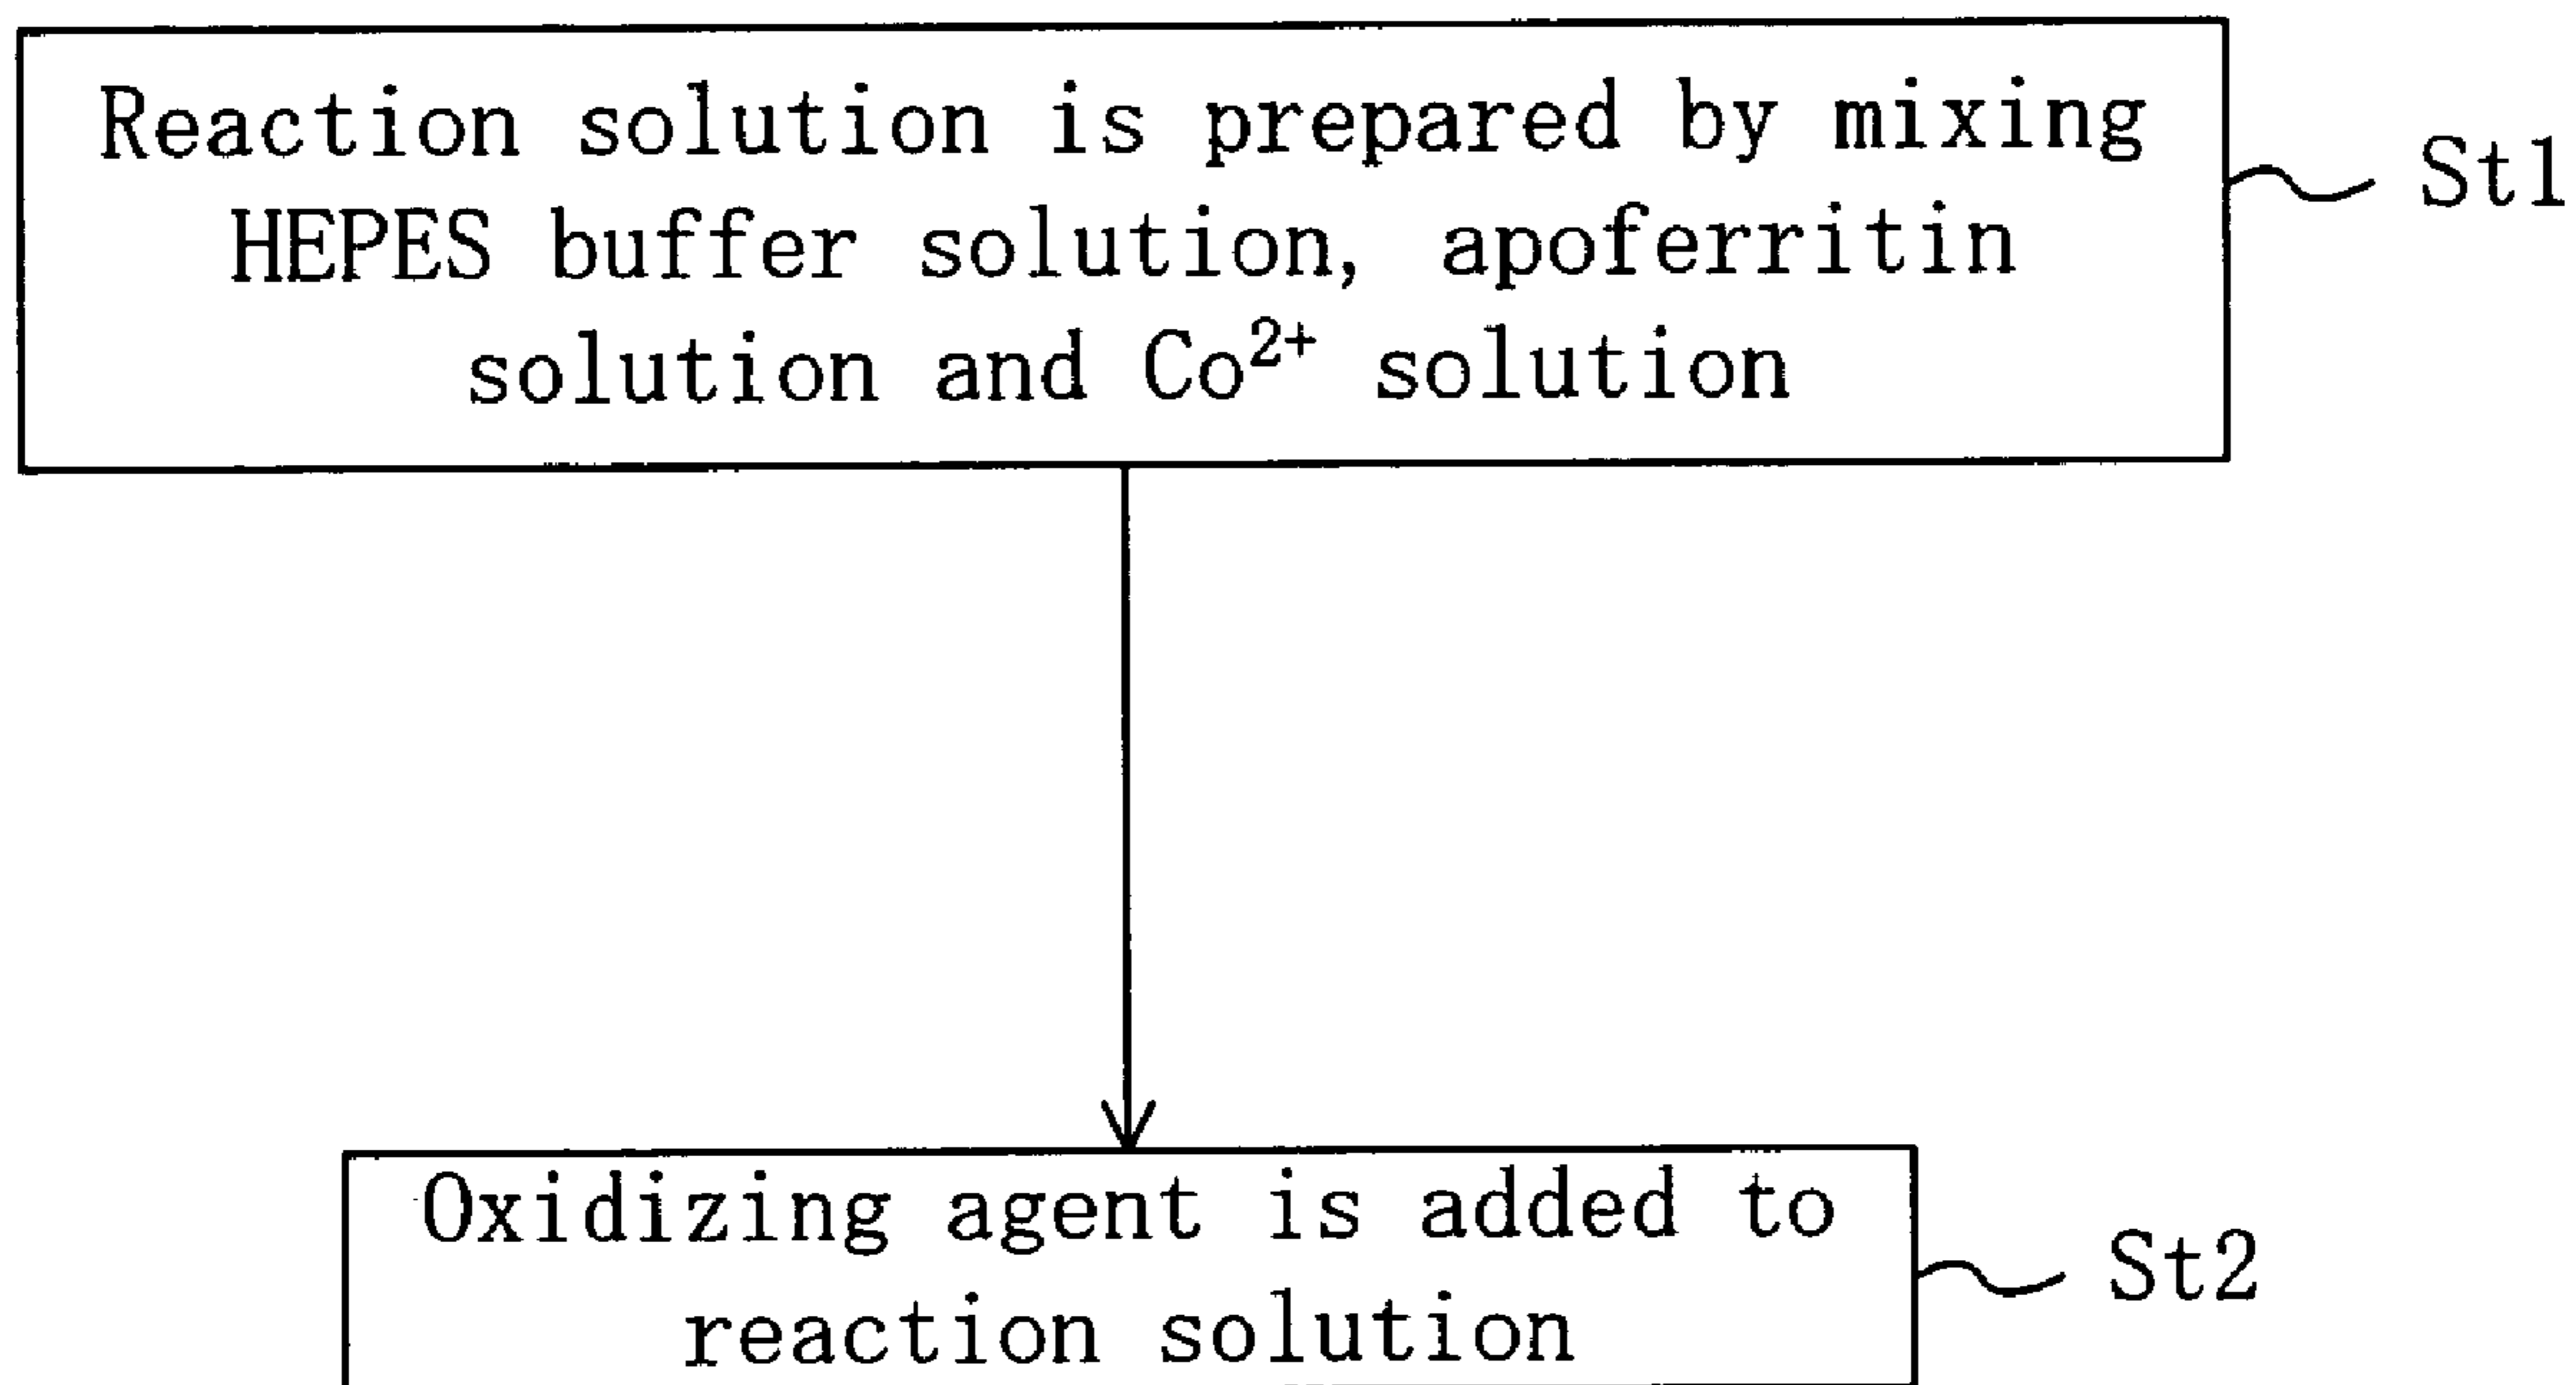 Reaction solution is prepared by mixing
HEPES buffer solution, apoferritin
solution and Co²⁺ solution
St1
Oxidizing agent is added to
reaction solution
St2